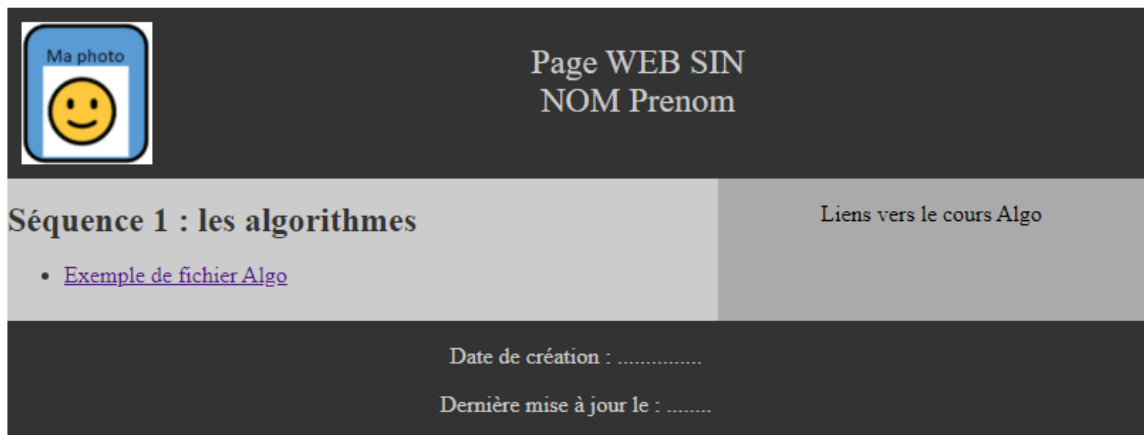 Ma photo
Page WEB SIN
NOM Prenom
Séquence 1 : les algorithmes
Liens vers le cours Algo
• Exemple de fichier Algo
Date de création : ...............
Dernière mise à jour le : ........